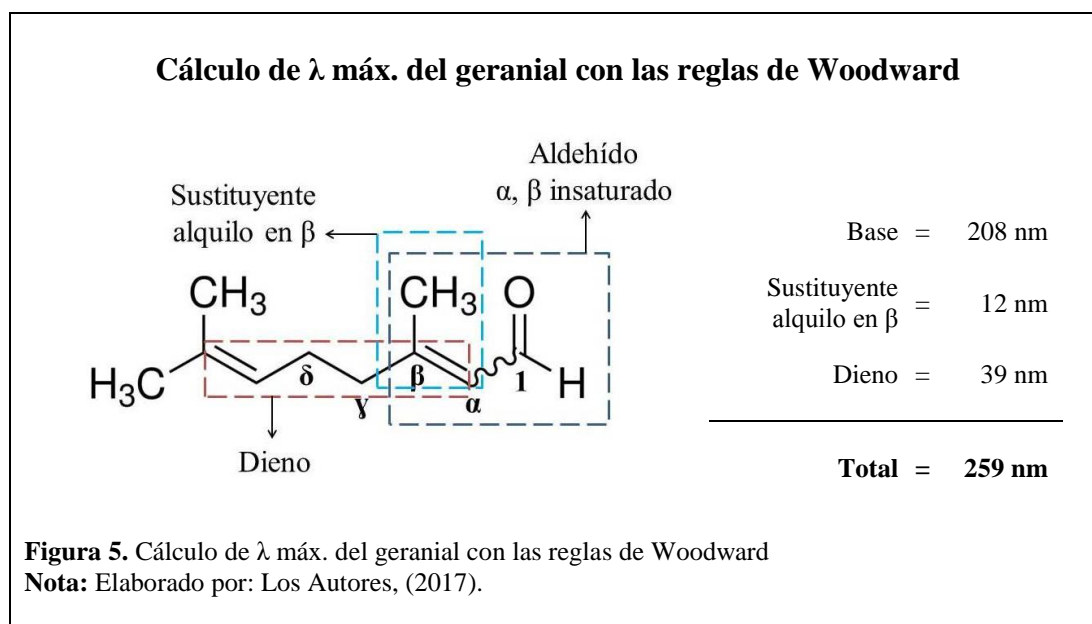 Cálculo de λ máx. del geranial con las reglas de Woodward
Aldehído
α, β insaturado
Sustituyente
alquilo en β
CH₃
CH₃
O
H₃C
δ
γ
β
α
1
H
Dieno
Base = 208 nm
Sustituyente
alquilo en β = 12 nm
Dieno = 39 nm
Total = 259 nm
Figura 5. Cálculo de λ máx. del geranial con las reglas de Woodward
Nota: Elaborado por: Los Autores, (2017).